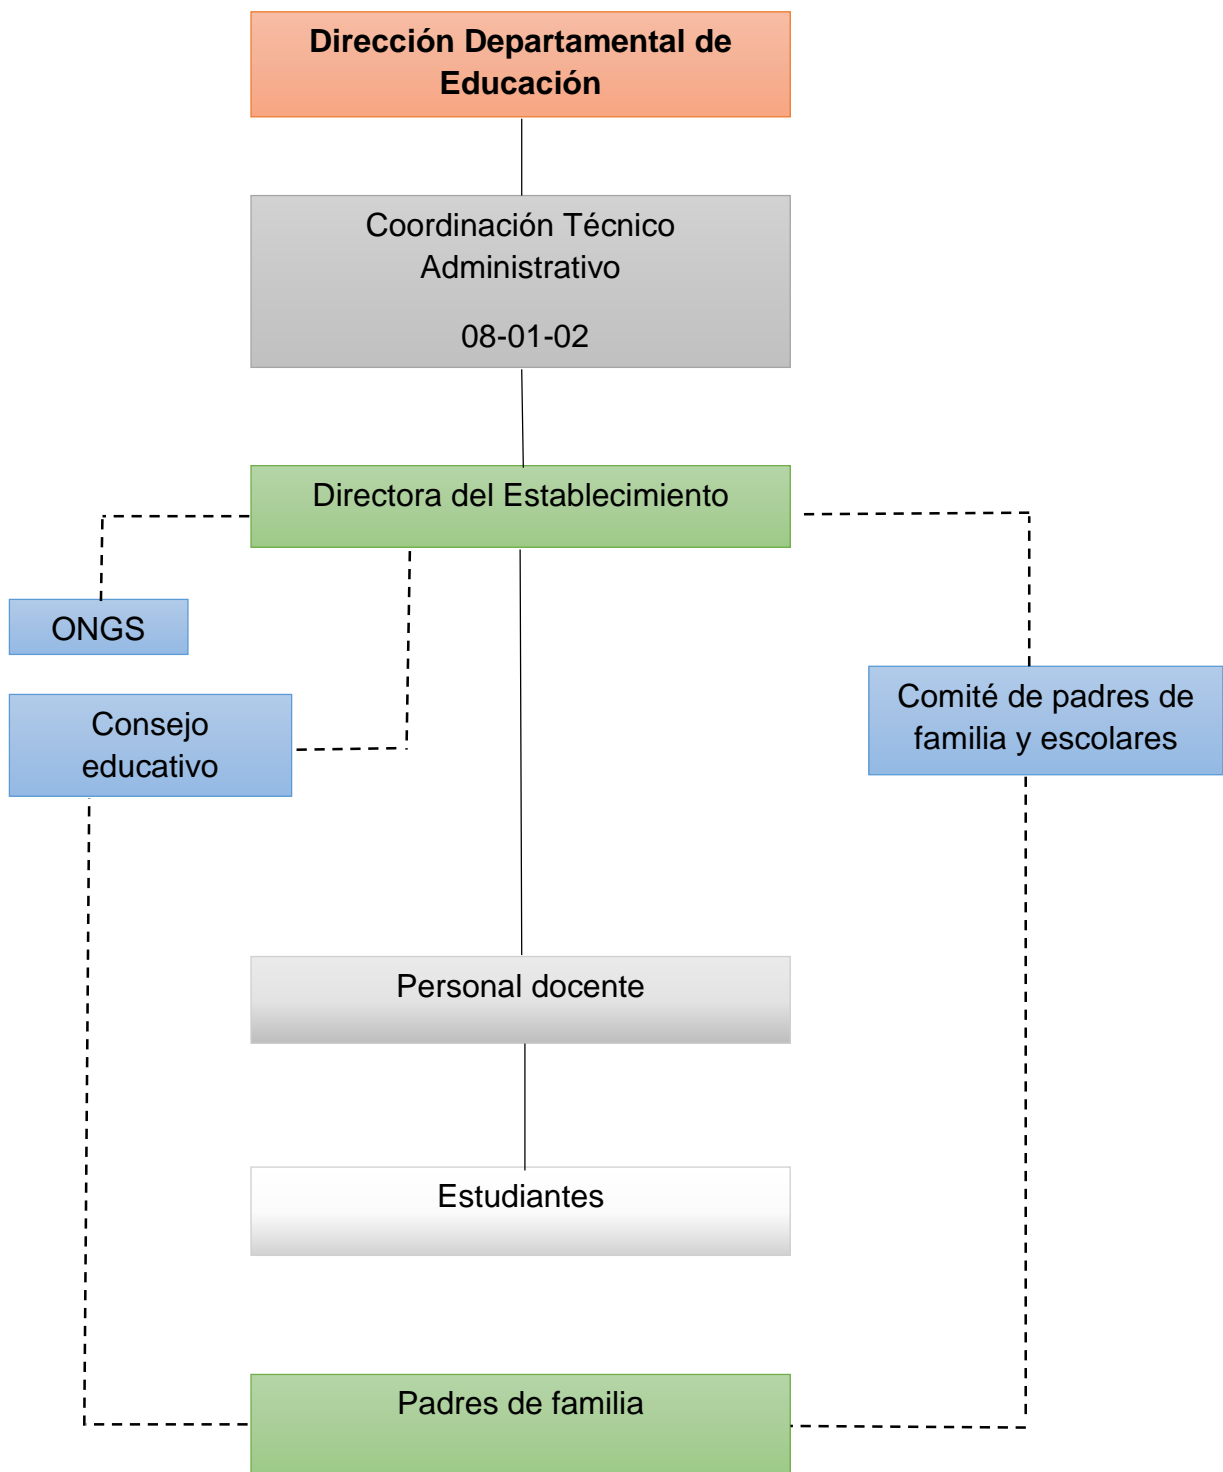 Dirección Departamental de
Educación
Coordinación Técnico
Administrativo
08-01-02
Directora del Establecimiento
ONGS
Consejo
educativo
Comité de padres de
familia y escolares
Personal docente
Estudiantes
Padres de familia